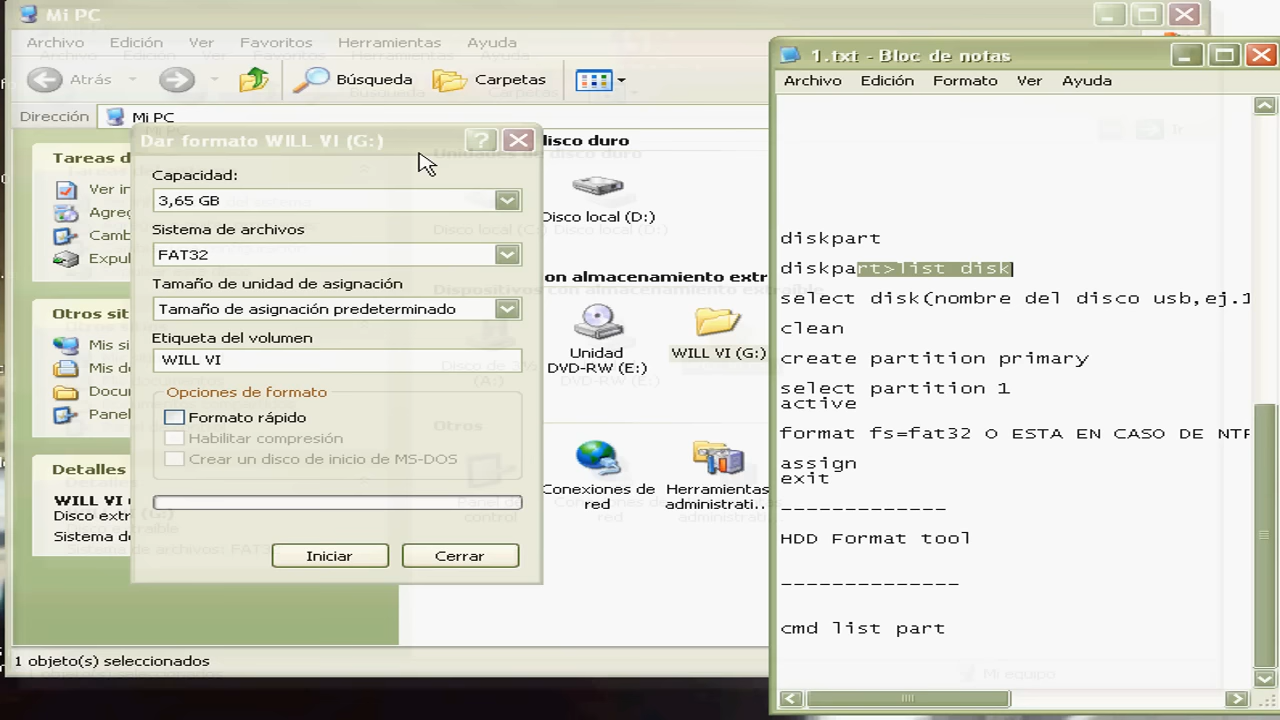 Mi PC
Archivo Edición Ver Favoritos Herramientas Ayuda
Atrás Búsqueda Carpetas
Dirección Mi PC
Tareas d
Ver in
Agreg
Camb
Expul
Otros sit
Mis si
Mis d
Docum
Panel
Detalles
WILL VI
Disco extr
Sistema de
Dar formato WILL VI (G:)
Capacidad:
3,65 GB
Sistema de archivos
FAT32
Tamaño de unidad de asignación
Tamaño de asignación predeterminado
Etiqueta del volumen
WILL VI
Opciones de formato
Formato rápido
Habilitar compresión
Crear un disco de inicio de MS-DOS
Iniciar Cerrar
disco duro
Disco local (D:)
on almacenamiento extr
Unidad
DVD-RW (E:)
WILL VI (G:)
Conexiones de
red
Herramientas
administrati...
1 objeto(s) seleccionados
1.txt - Bloc de notas
Archivo Edición Formato Ver Ayuda
Ir
diskpart
diskpart>list disk
select disk(nombre del disco usb,ej.1
clean
create partition primary
select partition 1
active
format fs=fat32 O ESTA EN CASO DE NTF
assign
exit
-------------
HDD Format tool
--------------
cmd list part
Mi equipo